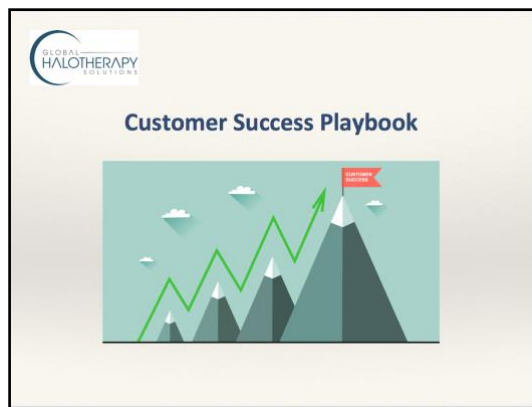 GLOBAL
HALOTHERAPY
SOLUTIONS
Customer Success Playbook
CUSTOMER
SUCCESS